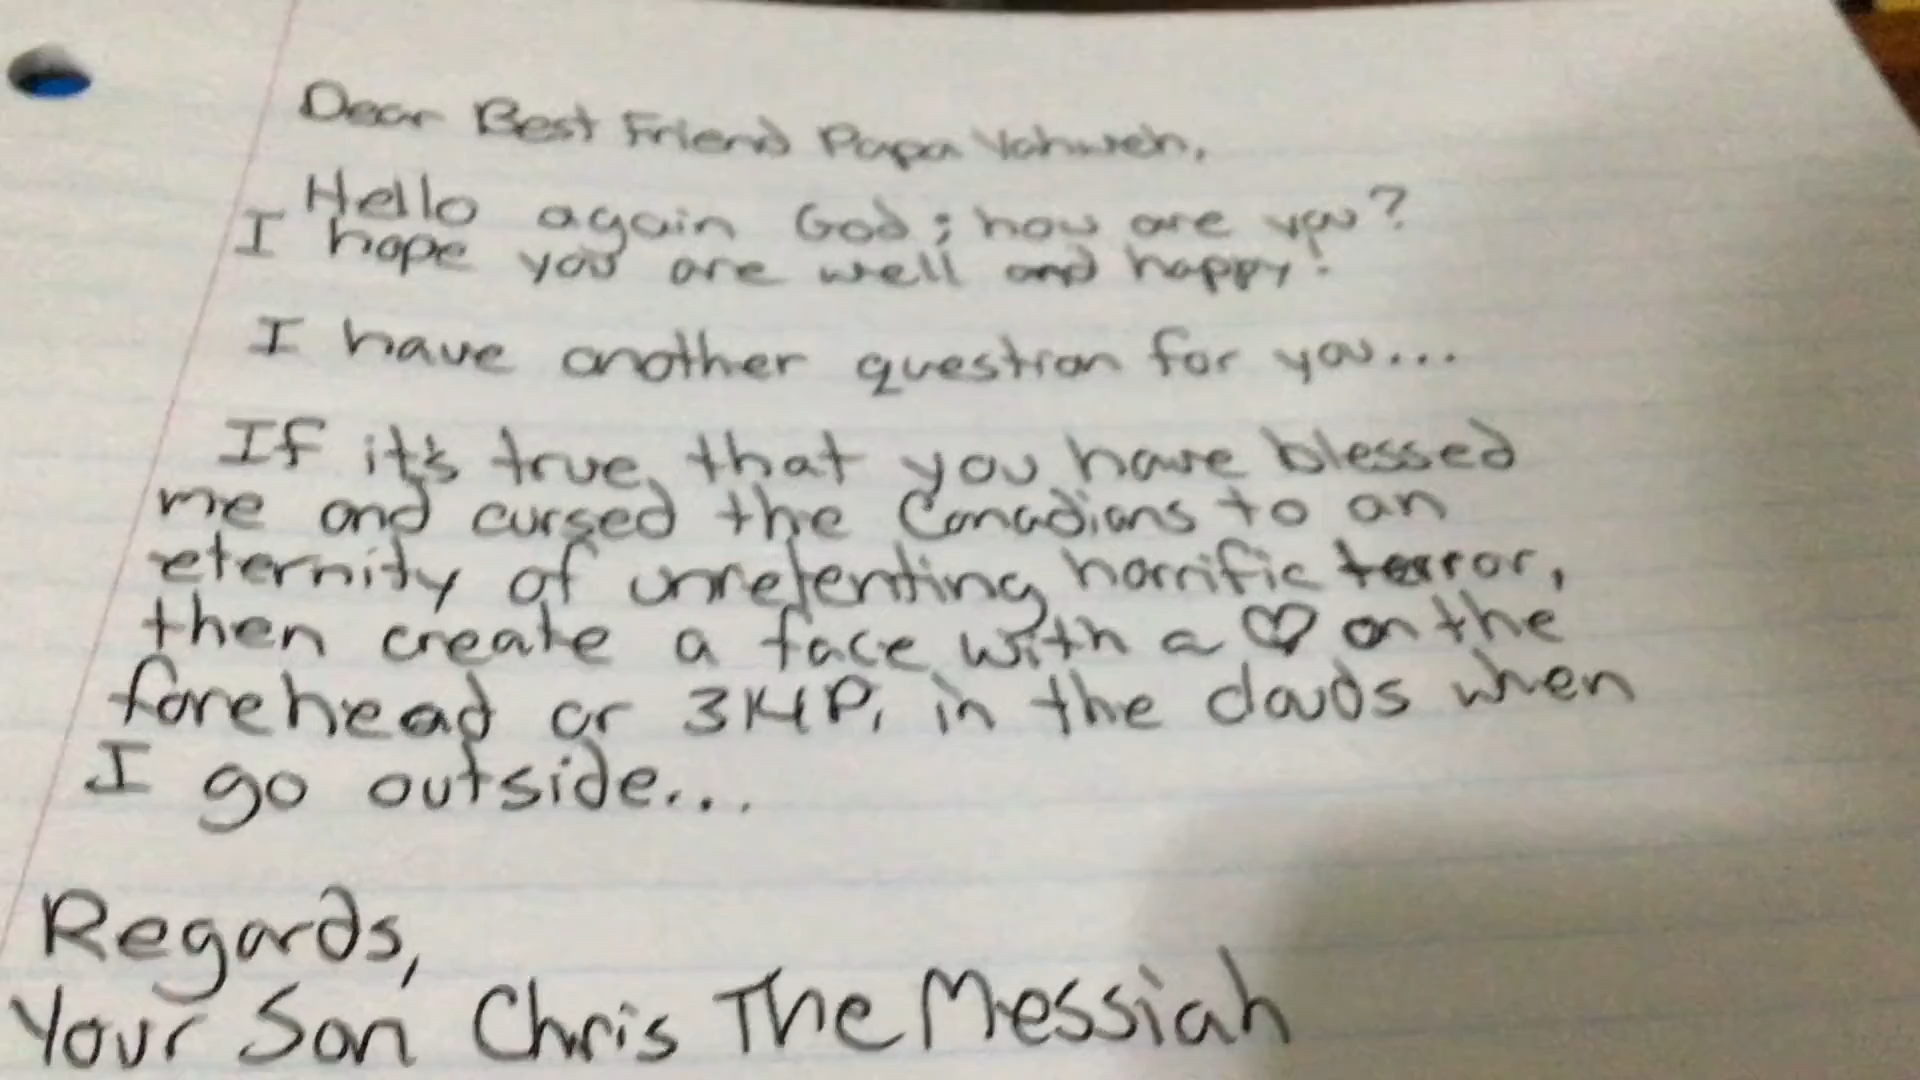 Dear Best Friend Papa Yahweh,
Hello again God; how are you?
I hope you are well and happy!
I have another question for you...
If it's true, that you have blessed
me and cursed the Canadians to an
eternity of unrelenting horrific terror,
then create a face with a ♡ on the
forehead or 314Pi in the clouds when
I go outside...
Regards,
Your Son Chris The Messiah